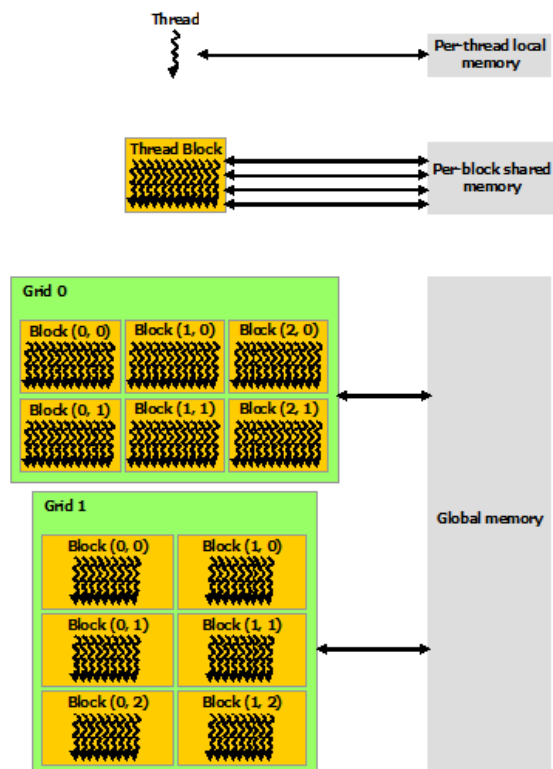 Thread
Per-thread local
memory
Thread Block
Per-block shared
memory
Grid 0
Block (0, 0)
Block (1, 0)
Block (2, 0)
Block (0, 1)
Block (1, 1)
Block (2, 1)
Grid 1
Block (0, 0)
Block (1, 0)
Global memory
Block (0, 1)
Block (1, 1)
Block (0, 2)
Block (1, 2)